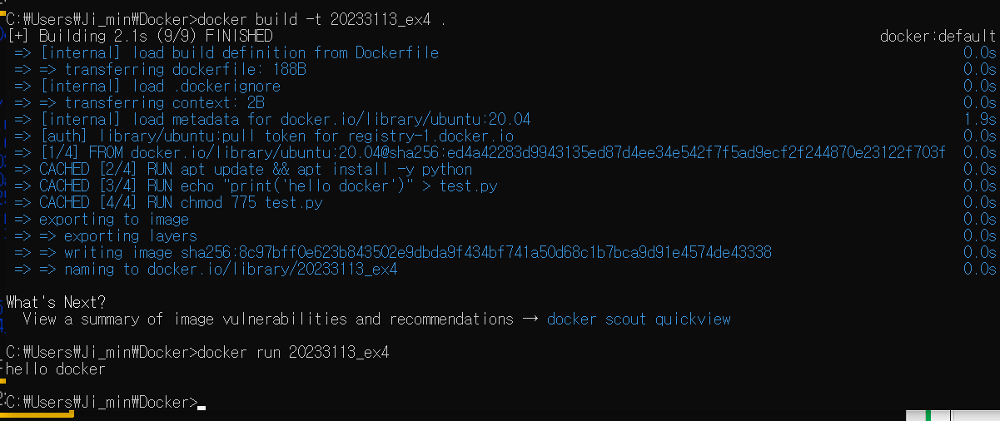 C:₩Users₩Ji_min₩Docker>docker build -t 20233113_ex4 .
[+] Building 2.1s (9/9) FINISHED docker:default
=> [internal] load build definition from Dockerfile 0.0s
=> => transferring dockerfile: 188B 0.0s
=> [internal] load .dockerignore 0.0s
=> => transferring context: 2B 0.0s
=> [internal] load metadata for docker.io/library/ubuntu:20.04 1.9s
=> [auth] library/ubuntu:pull token for registry-1.docker.io 0.0s
=> [1/4] FROM docker.io/library/ubuntu:20.04@sha256:ed4a42283d9943135ed87d4ee34e542f7f5ad9ecf2f244870e23122f703f 0.0s
=> CACHED [2/4] RUN apt update && apt install -y python 0.0s
=> CACHED [3/4] RUN echo "print('hello docker')" > test.py 0.0s
=> CACHED [4/4] RUN chmod 775 test.py 0.0s
=> exporting to image 0.0s
=> => exporting layers 0.0s
=> => writing image sha256:8c97bff0e623b843502e9dbda9f434bf741a50d68c1b7bca9d91e4574de43338 0.0s
=> => naming to docker.io/library/20233113_ex4 0.0s
What's Next?
View a summary of image vulnerabilities and recommendations → docker scout quickview
C:₩Users₩Ji_min₩Docker>docker run 20233113_ex4
hello docker
C:₩Users₩Ji_min₩Docker>